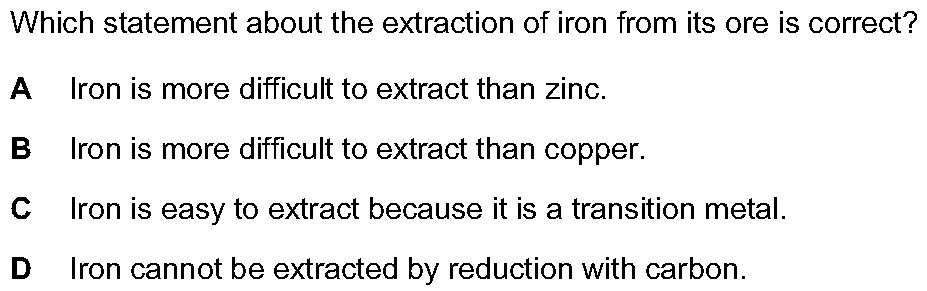 Which statement about the extraction of iron from its ore is correct?
A Iron is more difficult to extract than zinc.
B Iron is more difficult to extract than copper.
C Iron is easy to extract because it is a transition metal.
D Iron cannot be extracted by reduction with carbon.